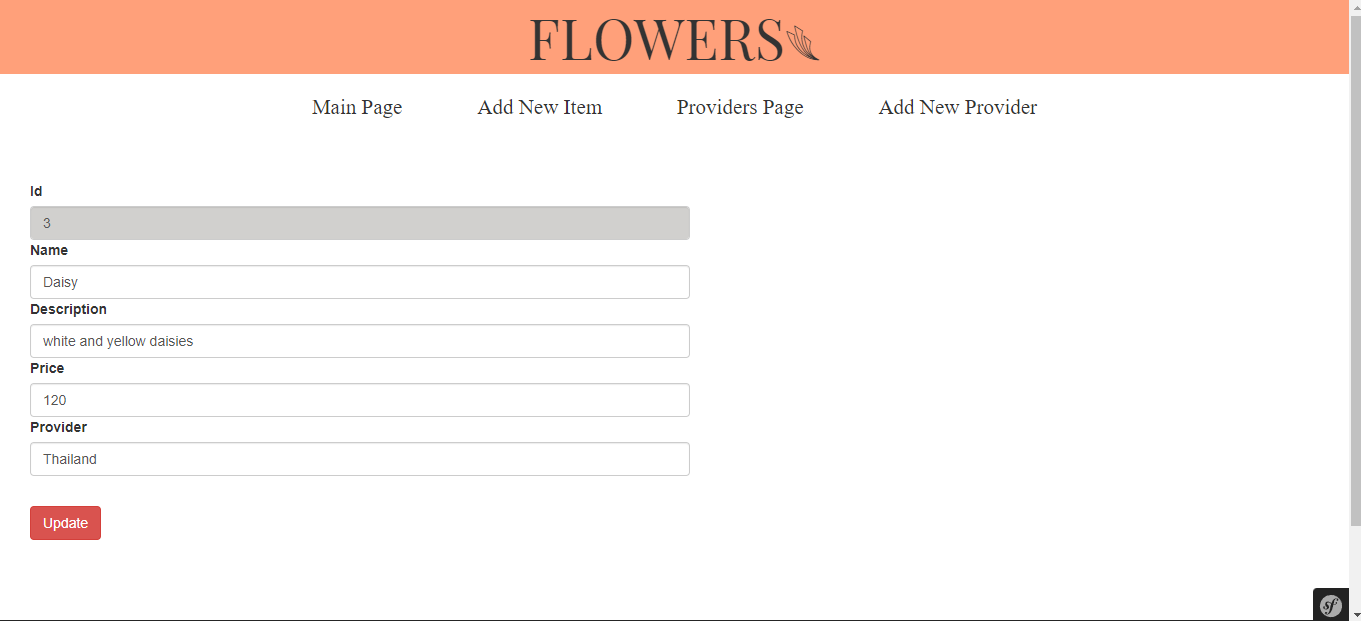 FLOWERS
Main Page Add New Item Providers Page Add New Provider
Id
3
Name
Daisy
Description
white and yellow daisies
Price
120
Provider
Thailand
Update
sf